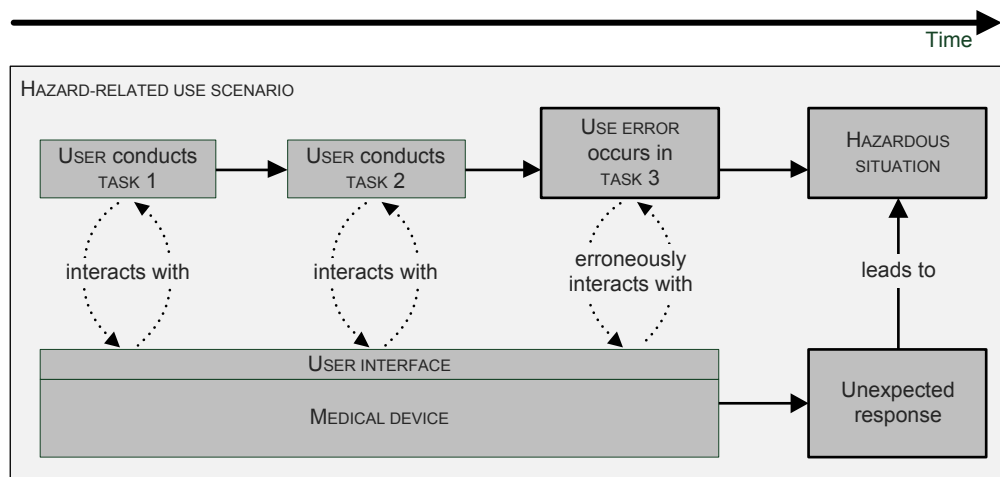 Time
HAZARD-RELATED USE SCENARIO
USER conducts
TASK 1
USER conducts
TASK 2
USE ERROR
occurs in
TASK 3
HAZARDOUS
SITUATION
interacts with
interacts with
erroneously
interacts with
leads to
USER INTERFACE
MEDICAL DEVICE
Unexpected
response